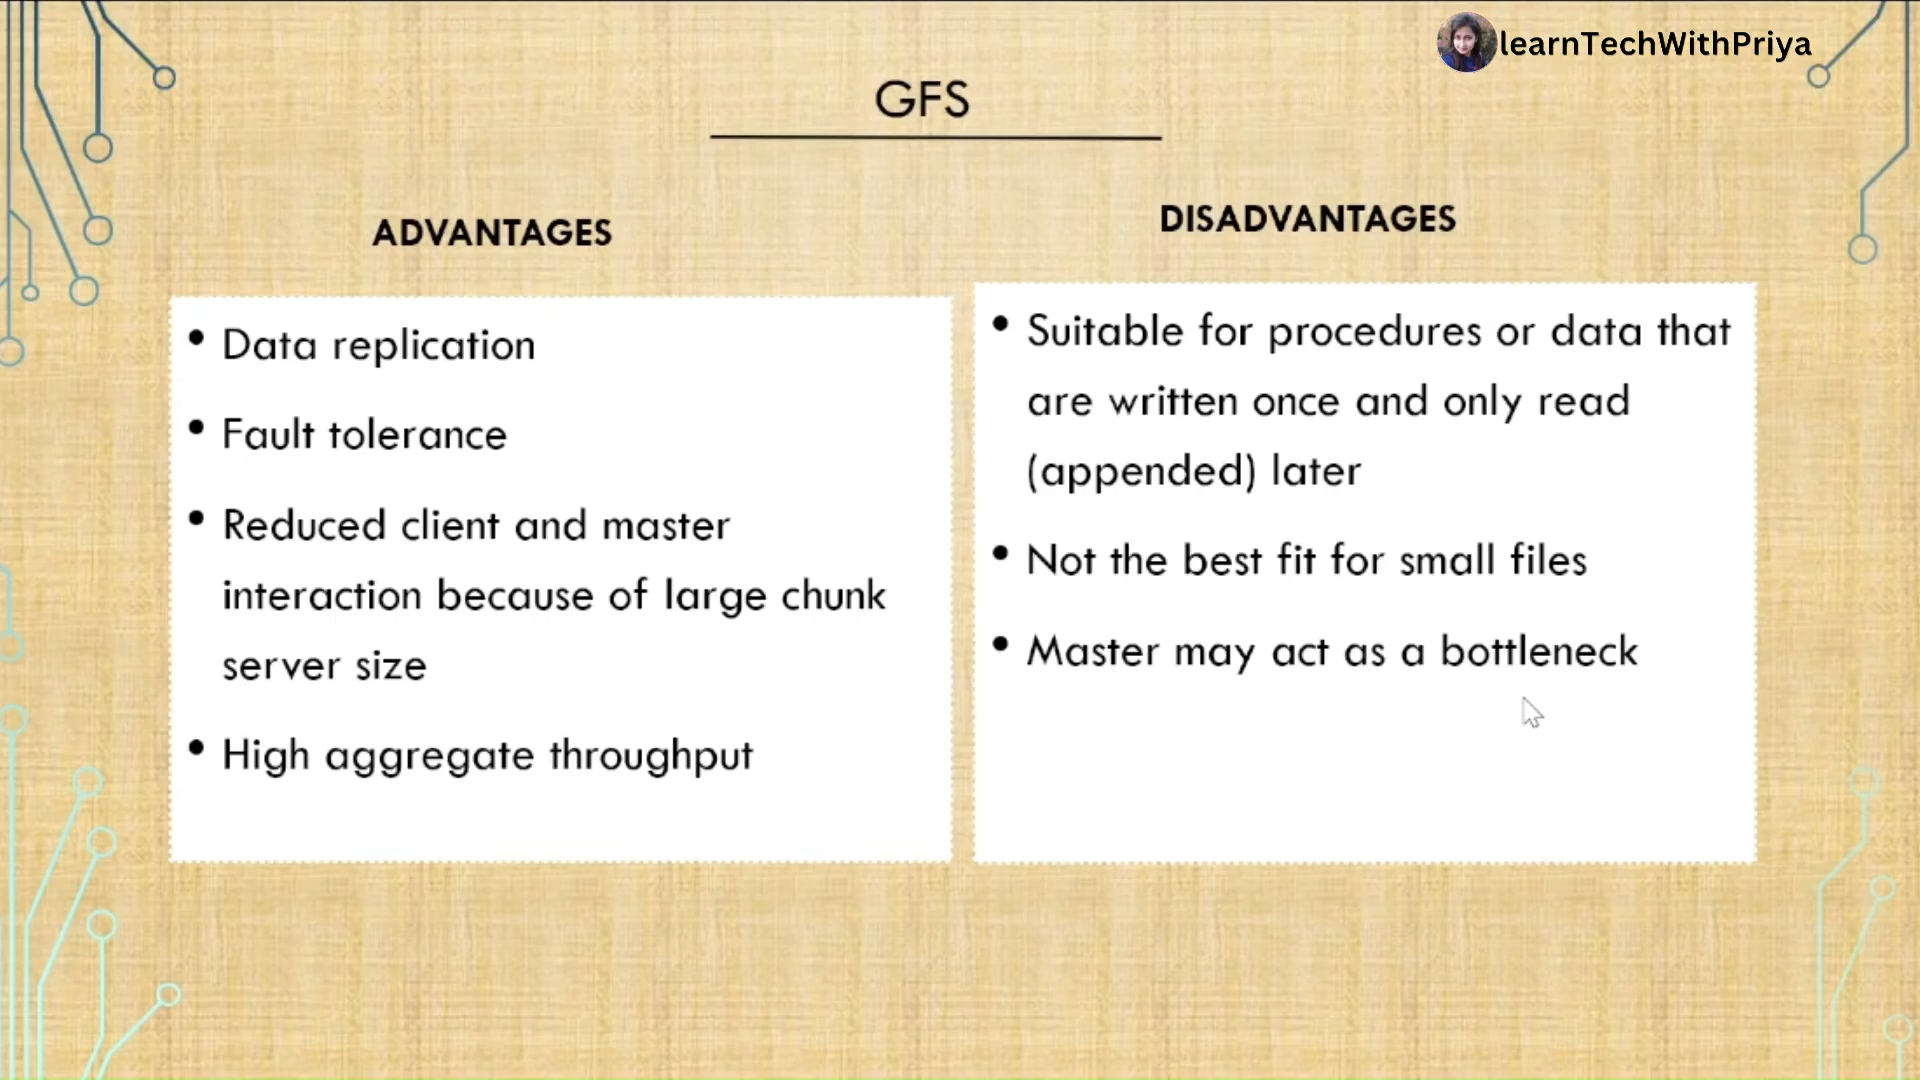 learnTechWithPriya
GFS
ADVANTAGES
• Data replication
• Fault tolerance
• Reduced client and master
interaction because of large chunk
server size
• High aggregate throughput
DISADVANTAGES
• Suitable for procedures or data that
are written once and only read
(appended) later
• Not the best fit for small files
• Master may act as a bottleneck